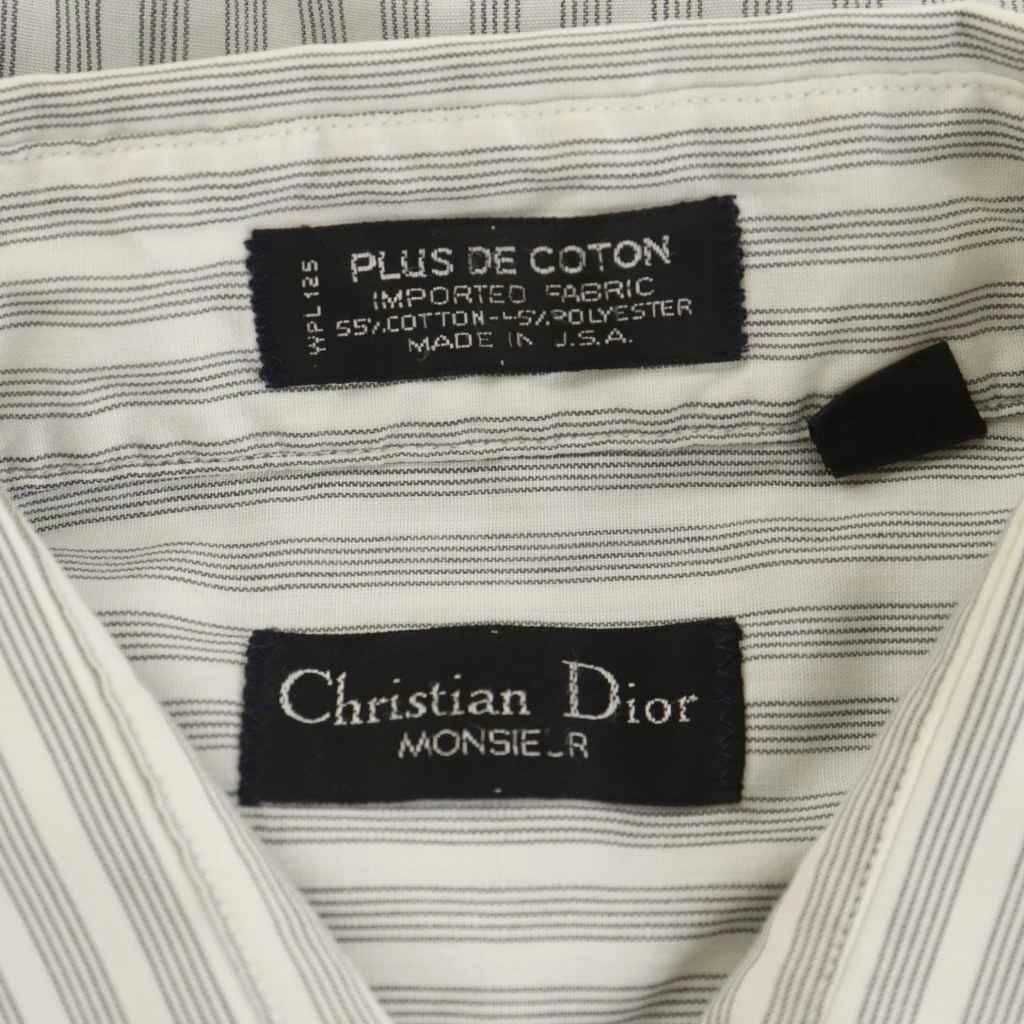 PLUS DE COTON
IMPORTED FABRIC
55% COTTON-45% POLYESTER
MADE IN U.S.A.
WPL125
Christian Dior
MONSIEUR